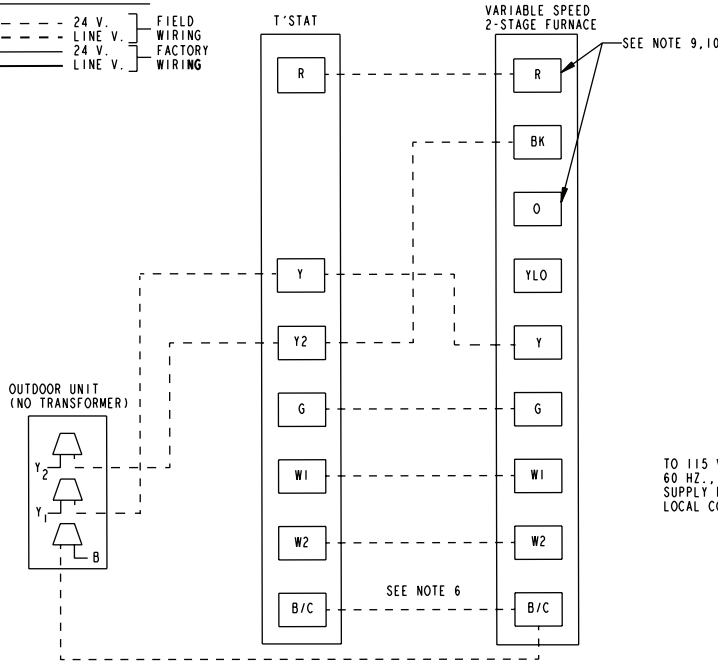 24 V.
LINE V.
FIELD
WIRING
24 V.
LINE V.
FACTORY
WIRING
T'STAT
VARIABLE SPEED
2-STAGE FURNACE
SEE NOTE 9,10
R
R
BK
O
Y
YLO
Y2
Y
OUTDOOR UNIT
(NO TRANSFORMER)
G
G
Y2
W1
W1
Y1
W2
W2
B
SEE NOTE 6
B/C
B/C
TO 115 V
60 HZ.,
SUPPLY
LOCAL